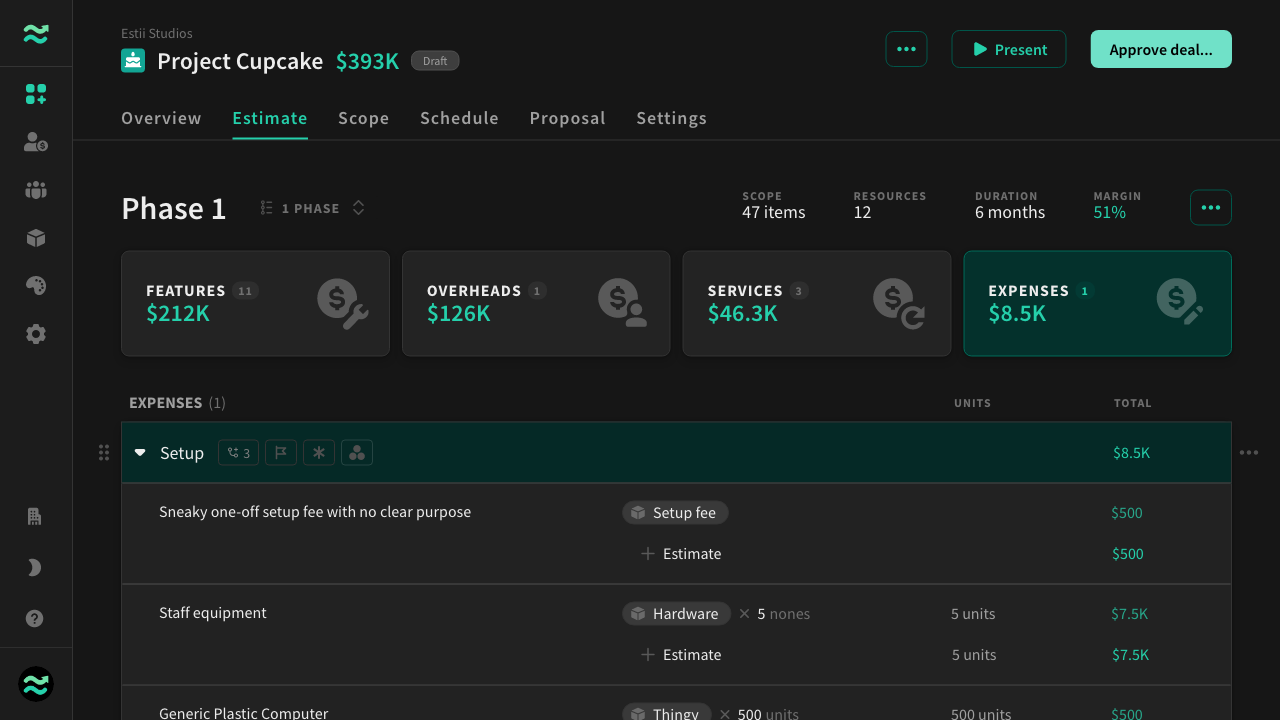 Estii Studios
Project Cupcake $393K Draft
Present
Approve deal...
Overview Estimate Scope Schedule Proposal Settings
Phase 1 1 PHASE
SCOPE RESOURCES DURATION MARGIN
47 items 12 6 months 51%
FEATURES 11
$212K
OVERHEADS 1
$126K
SERVICES 3
$46.3K
EXPENSES 1
$8.5K
EXPENSES (1) UNITS TOTAL
Setup 3 $8.5K
Sneaky one-off setup fee with no clear purpose Setup fee $500
Estimate $500
Staff equipment Hardware × 5 nones 5 units $7.5K
Estimate 5 units $7.5K
Generic Plastic Computer Thingy × 500 units 500 units $500